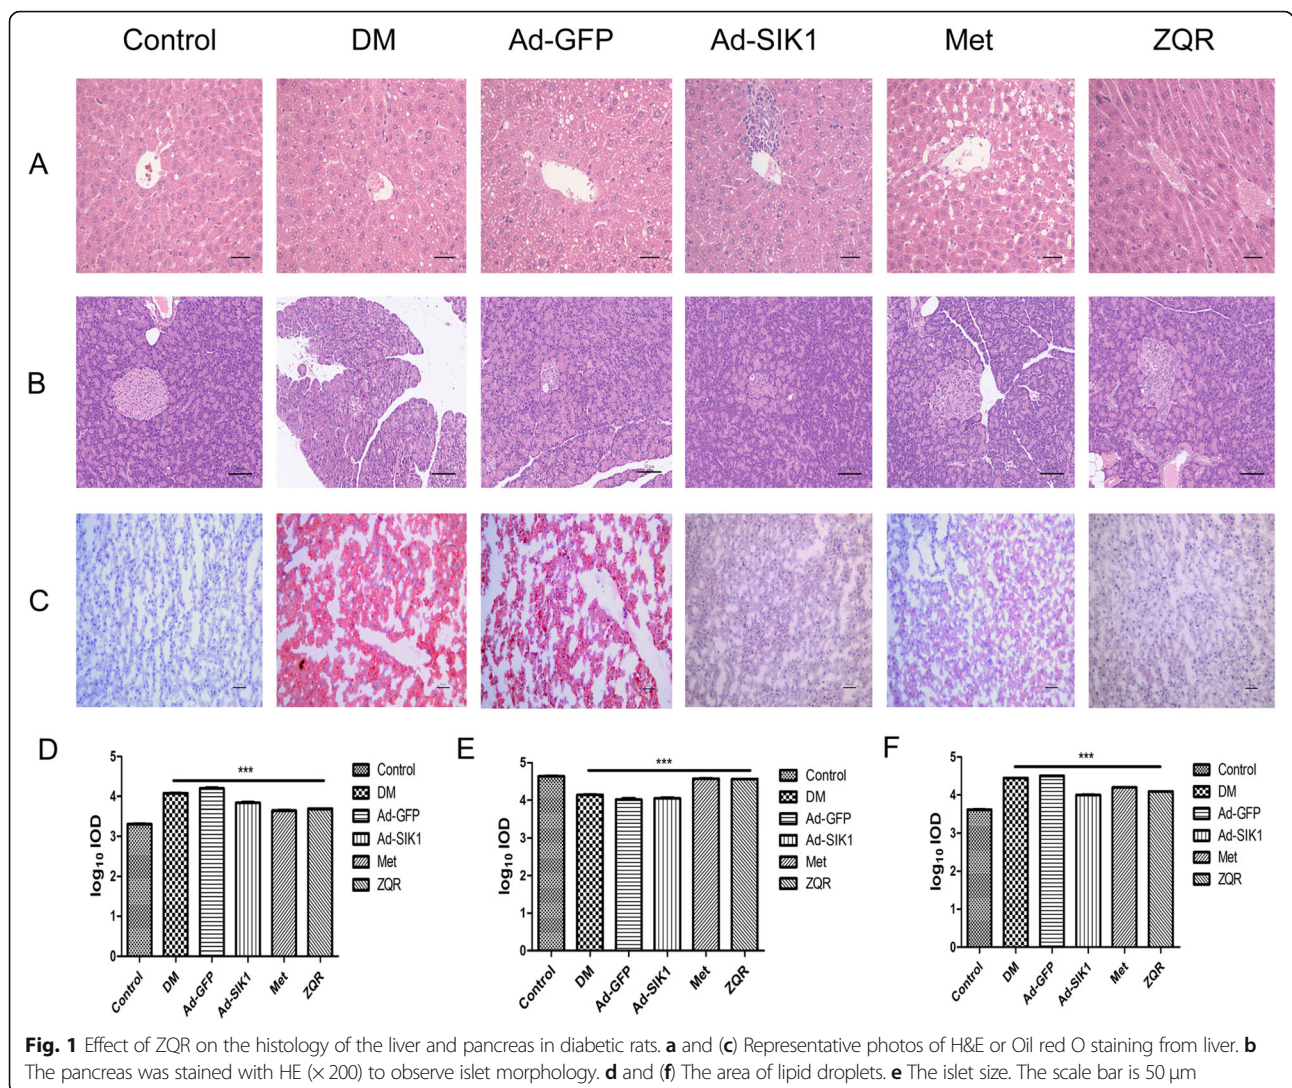 Control DM Ad-GFP Ad-SIK1 Met ZQR
A
B
C
D
5
4
3
2
1
0
log₁₀ IOD
***
Control
DM
Ad-GFP
Ad-SIK1
Met
ZQR
Control DM Ad-GFP Ad-SIK1 Met ZQR
E
5
4
3
2
1
0
log₁₀ IOD
***
Control
DM
Ad-GFP
Ad-SIK1
Met
ZQR
Control DM Ad-GFP Ad-SIK1 Met ZQR
F
5
4
3
2
1
0
log₁₀ IOD
***
Control
DM
Ad-GFP
Ad-SIK1
Met
ZQR
Control DM Ad-GFP Ad-SIK1 Met ZQR
Fig. 1 Effect of ZQR on the histology of the liver and pancreas in diabetic rats. a and (c) Representative photos of H&E or Oil red O staining from liver. b
The pancreas was stained with HE (× 200) to observe islet morphology. d and (f) The area of lipid droplets. e The islet size. The scale bar is 50 μm